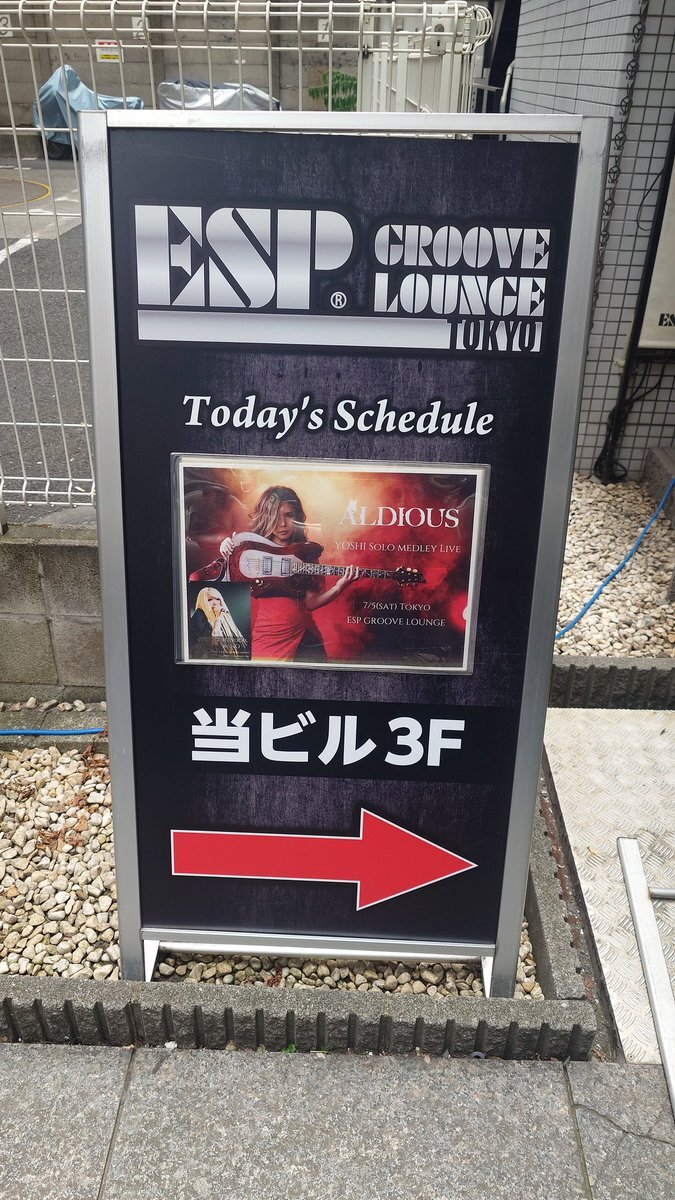 ESP®
GROOVE
LOUNGE
TOKYO
Today's Schedule
ALDIOUS
YOSHI SOLO MEDLEY LIVE
7/5(SAT) TOKYO
ESP GROOVE LOUNGE
当ビル3F